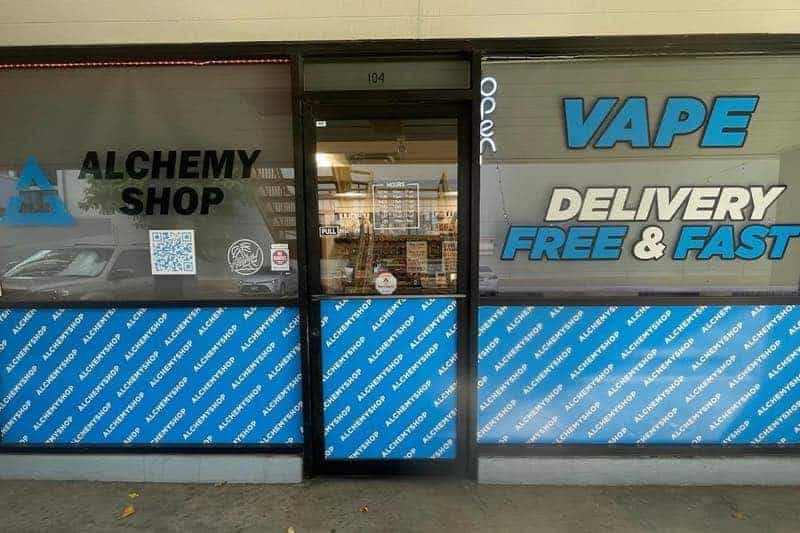 104
ALCHEMY
SHOP
OPEN
VAPE
DELIVERY
FREE & FAST
HOURS
PULL
ALCHEMYSHOP